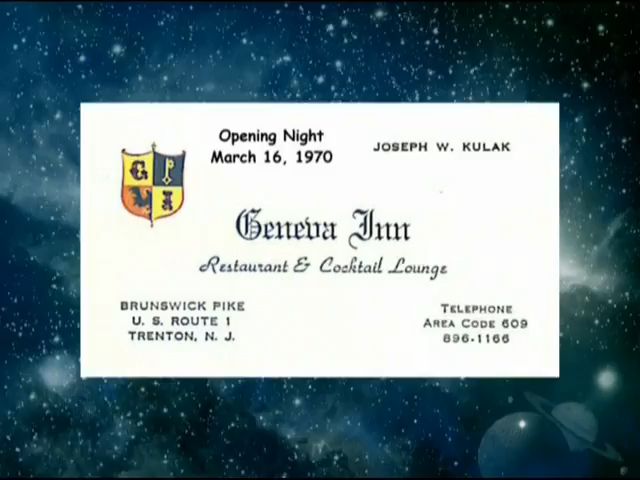 Opening Night
March 16, 1970
JOSEPH W. KULAK
G I
Geneva Inn
Restaurant & Cocktail Lounge
BRUNSWICK PIKE
U. S. ROUTE 1
TRENTON, N. J.
TELEPHONE
AREA CODE 609
896-1166